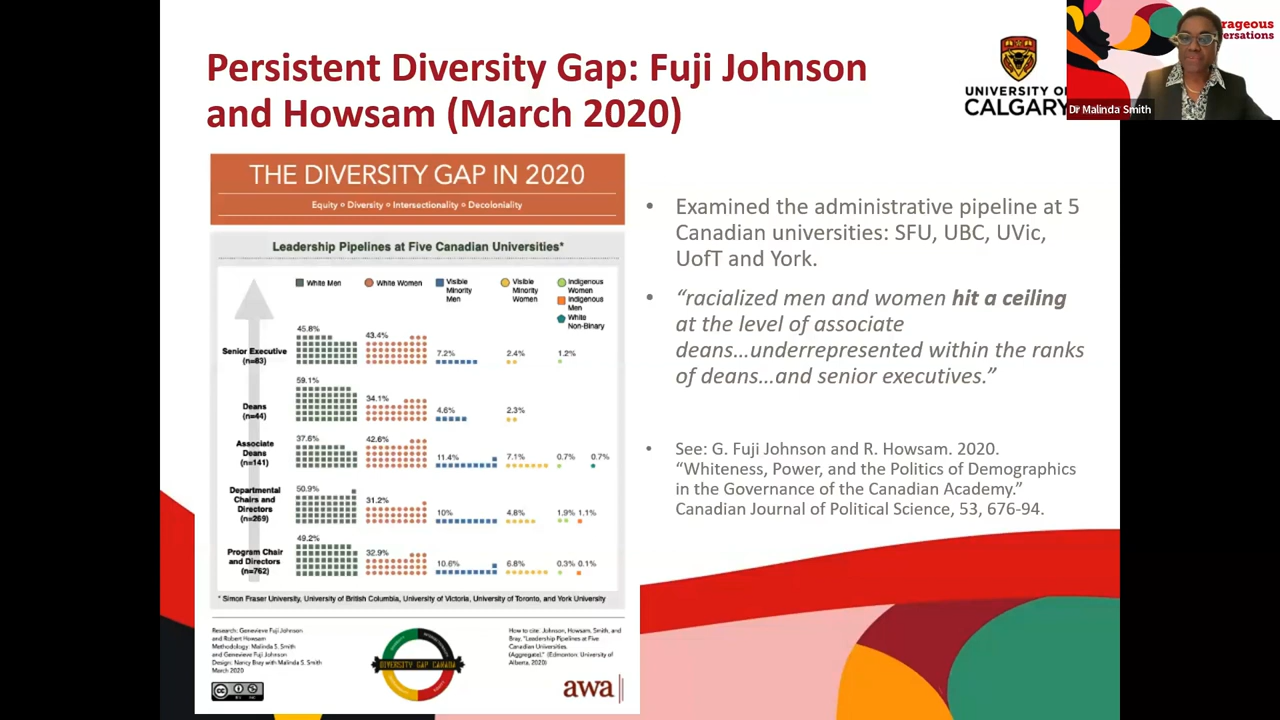 Persistent Diversity Gap: Fuji Johnson
and Howsam (March 2020)
UNIVERSITY O
CALGARY
rageous
ersations
Dr Malinda Smith
THE DIVERSITY GAP IN 2020
Equity Diversity Intersectionality Decoloniality
Leadership Pipelines at Five Canadian Universities*
White Men
White Women
Visible
Minority
Men
Visible
Minority
Women
Indigenous
Women
Indigenous
Men
White
Non-Binary
Senior Executive
(n=83)
45.8%
43.4%
7.2%
2.4%
1.2%
Deans
(n=44)
59.1%
34.1%
4.6%
2.3%
Associate
Deans
(n=141)
37.6%
42.6%
11.4%
7.1%
0.7%
0.7%
Departmental
Chairs and
Directors
(n=269)
50.9%
31.2%
10%
4.8%
1.9%
1.1%
Program Chair
and Directors
(n=762)
49.2%
32.9%
10.6%
6.8%
0.3%
0.1%
* Simon Fraser University, University of British Columbia, University of Victoria, University of Toronto, and York University
Research: Genevieve Fuji Johnson
and Robert Howsam
Methodology: Malinda S. Smith
and Genevieve Fuji Johnson
Design: Nancy Bray with Malinda S. Smith
March 2020
cc
DIVERSITY GAP CANADA
How to cite: Johnson, Howsam, Smith, and
Bray, "Leadership Pipelines at Five
Canadian Universities
(Aggregate)," (Edmonton: University of
Alberta, 2020)
awa
• Examined the administrative pipeline at 5
Canadian universities: SFU, UBC, UVic,
UofT and York.
• “racialized men and women hit a ceiling
at the level of associate
deans…underrepresented within the ranks
of deans…and senior executives.”
• See: G. Fuji Johnson and R. Howsam. 2020.
“Whiteness, Power, and the Politics of Demographics
in the Governance of the Canadian Academy.”
Canadian Journal of Political Science, 53, 676-94.